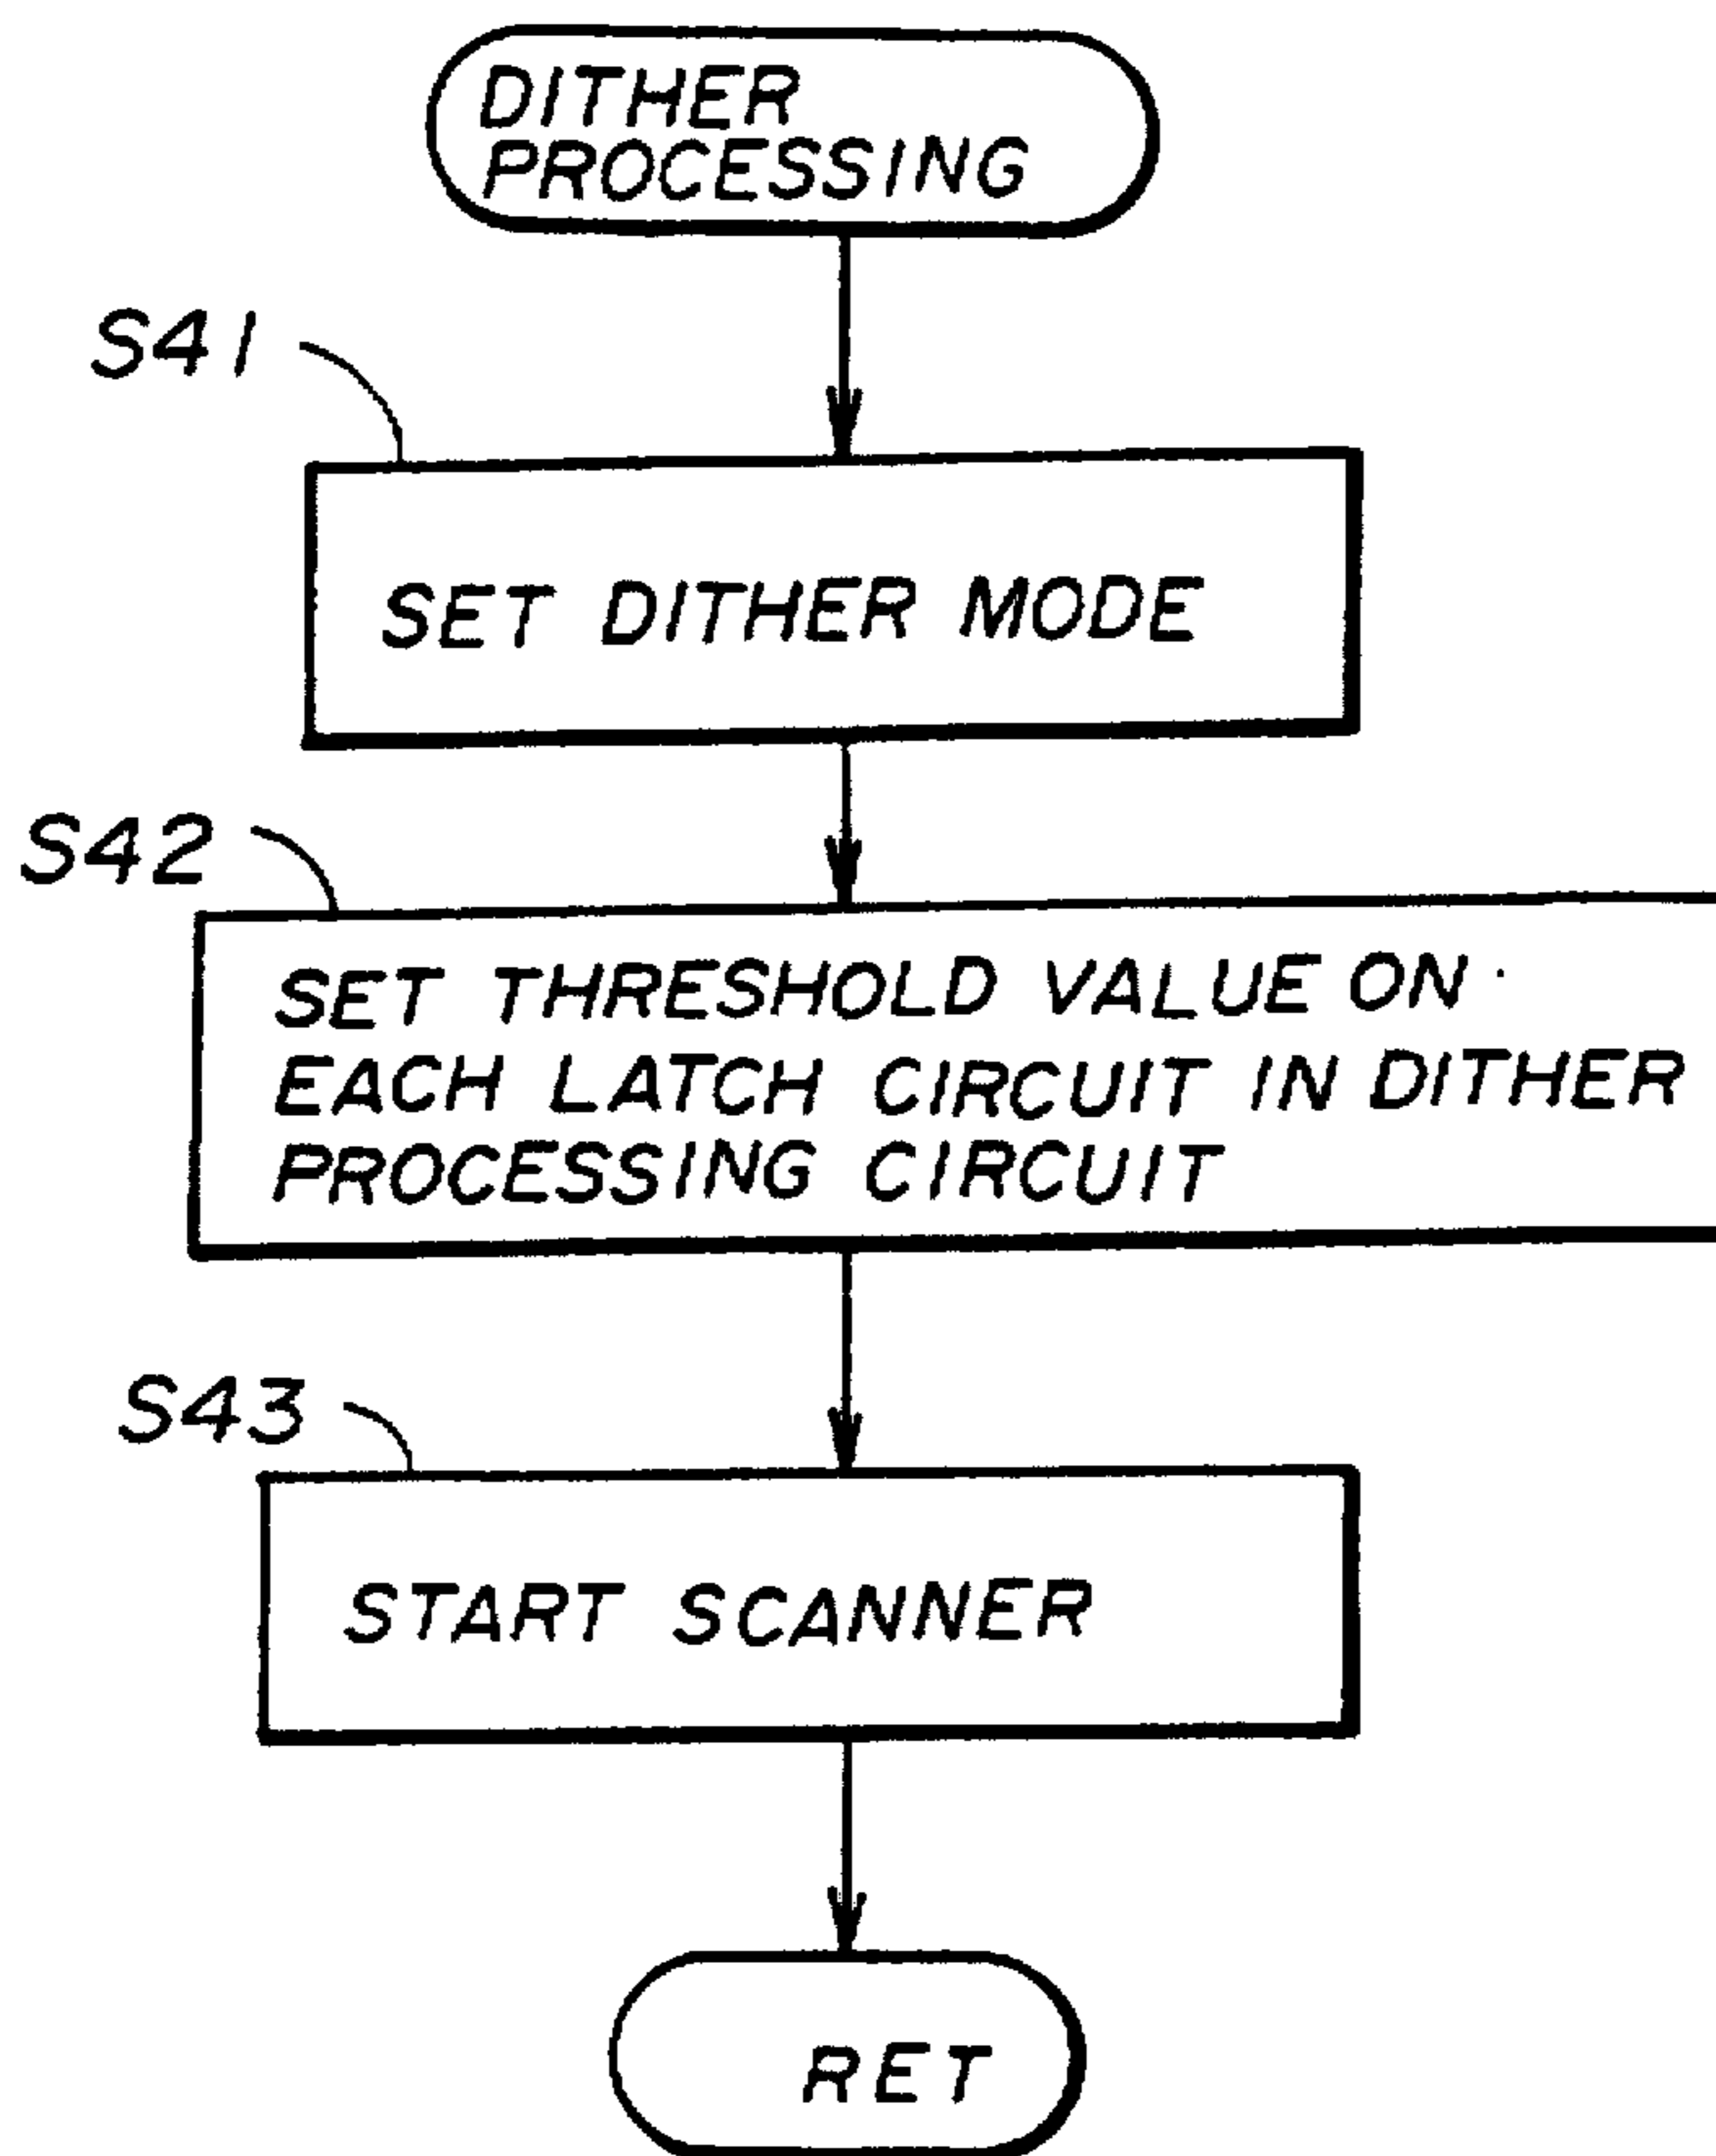 DITHER
PROCESSING
S41
SET DITHER MODE
S42
SET THRESHOLD VALUE ON
EACH LATCH CIRCUIT IN DITHER
PROCESSING CIRCUIT
S43
START SCANNER
RET